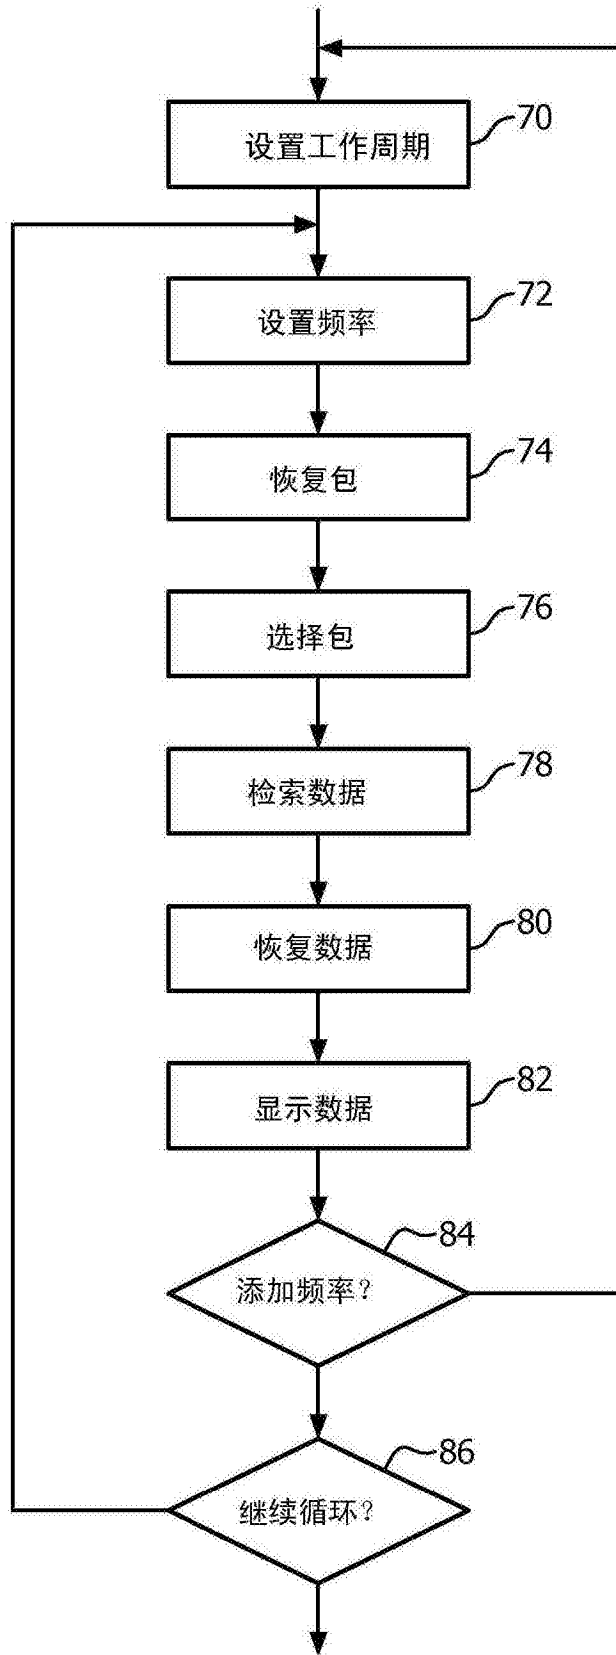 设置工作周期
70
设置频率
72
恢复包
74
选择包
76
检索数据
78
恢复数据
80
显示数据
82
添加频率?
84
继续循环?
86